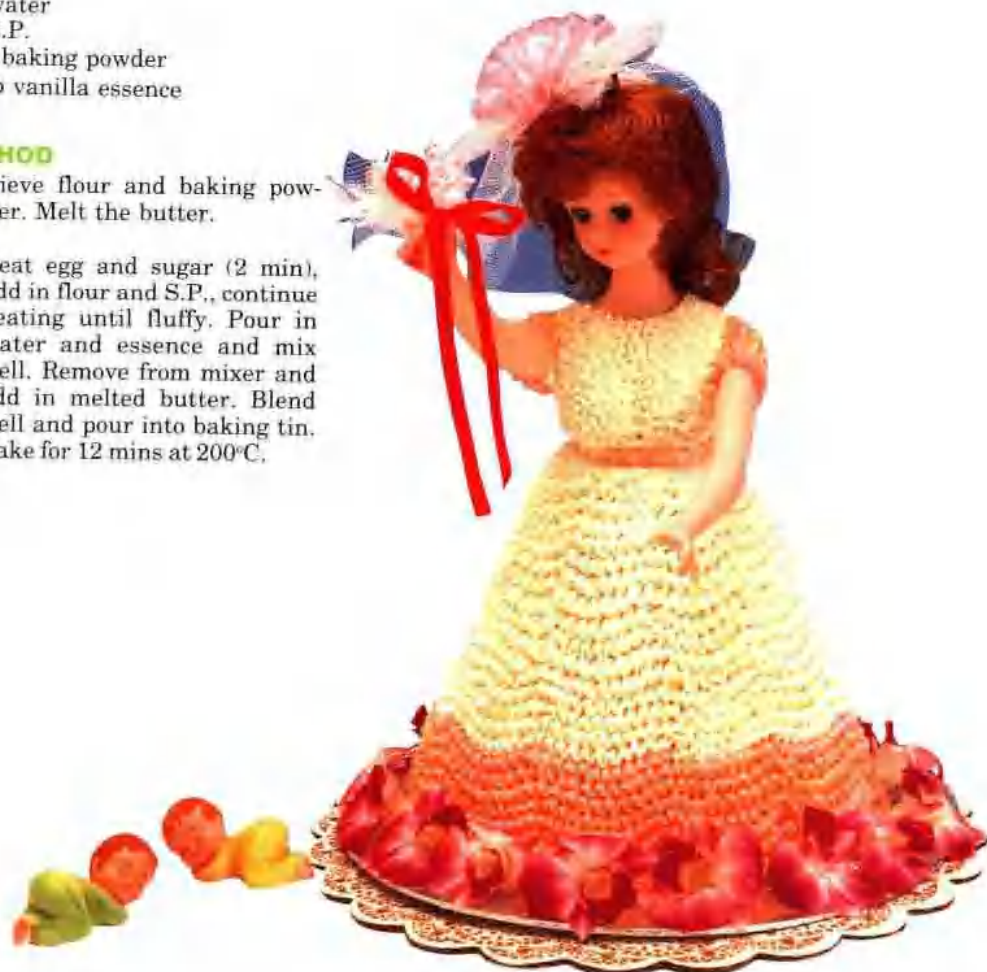 water
.P.
baking powder
vanilla essence
HOD
ieve flour and baking pow-
er. Melt the butter.
eat egg and sugar (2 min),
dd in flour and S.P., continue
eating until fluffy. Pour in
ater and essence and mix
ell. Remove from mixer and
dd in melted butter. Blend
ell and pour into baking tin.
ake for 12 mins at 200°C.